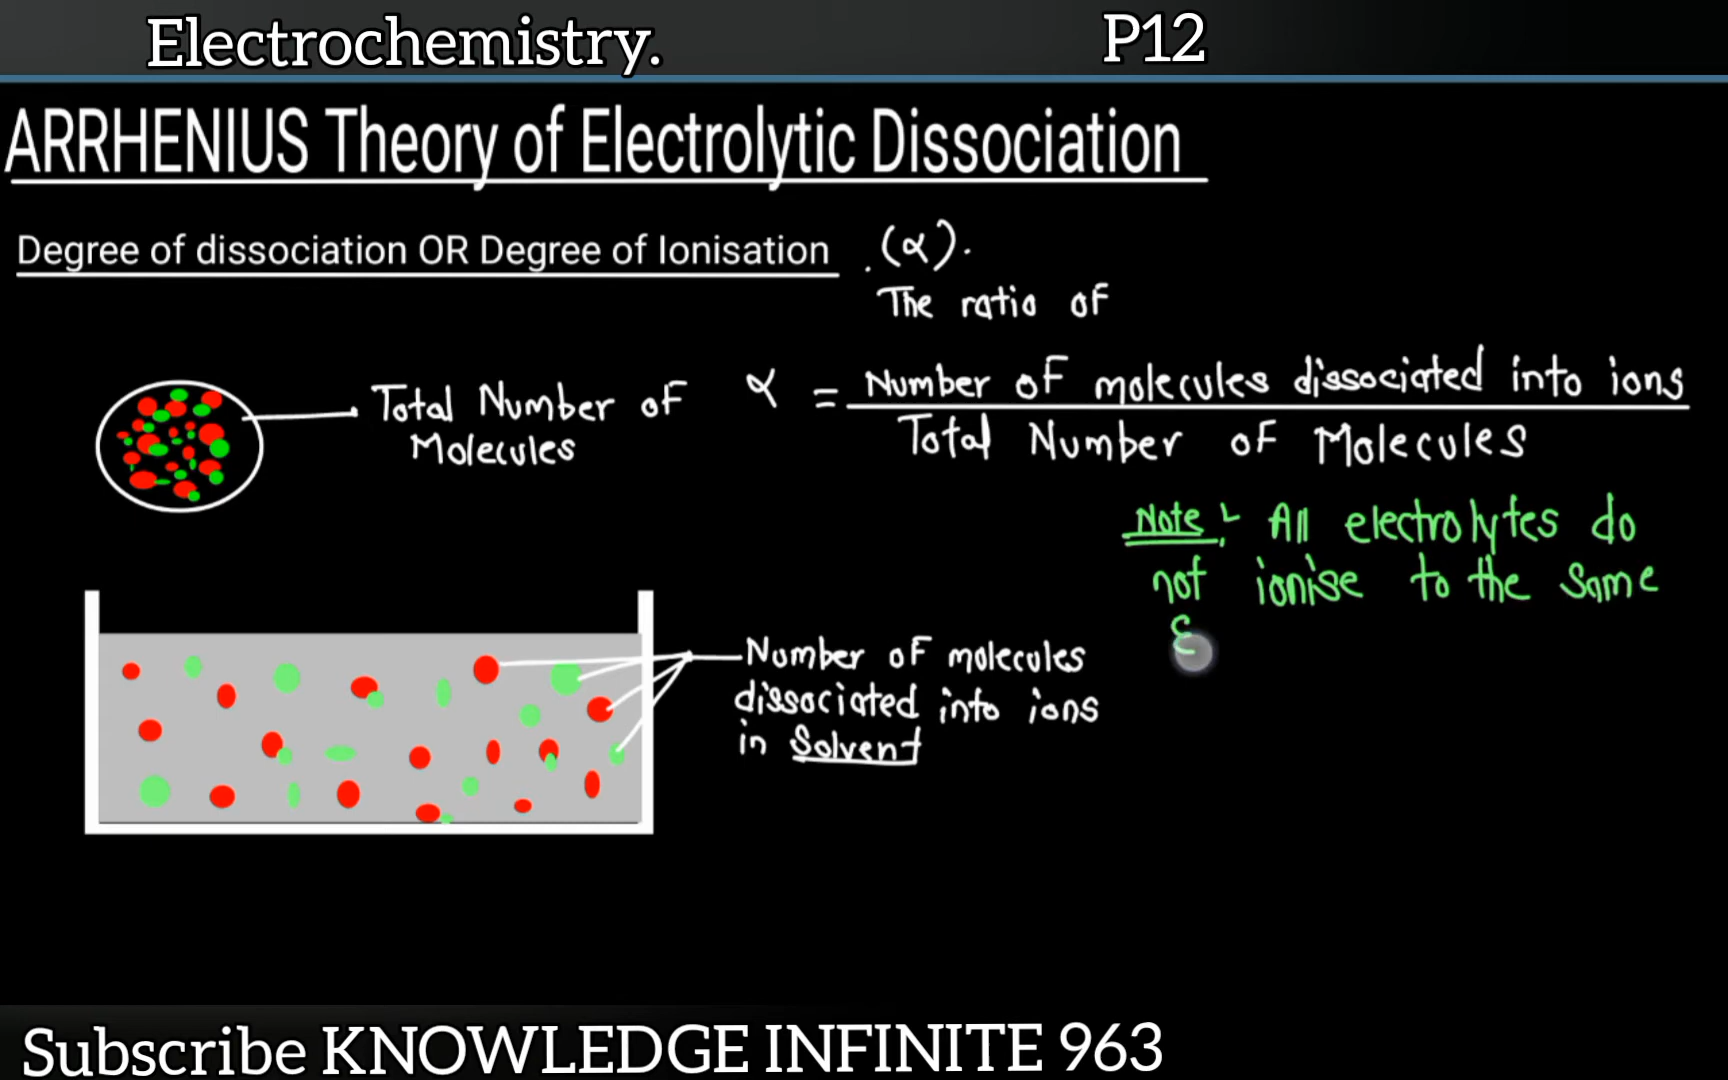 Electrochemistry. P12
ARRHENIUS Theory of Electrolytic Dissociation
Degree of dissociation OR Degree of Ionisation .(α).
The ratio of
Total Number of
Molecules
α = Number of molecules dissociated into ions
Total Number of Molecules
Note :- All electrolytes do
not ionise to the same
Number of molecules
dissociated into ions
in Solvent
Subscribe KNOWLEDGE INFINITE 963